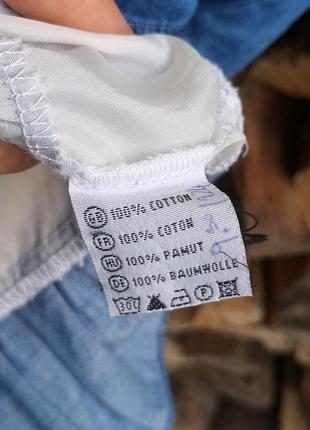 GB 100% COTTON
FR 100% COTON
HU 100% PAMUT
DE 100% BAUMWOLLE
30 P